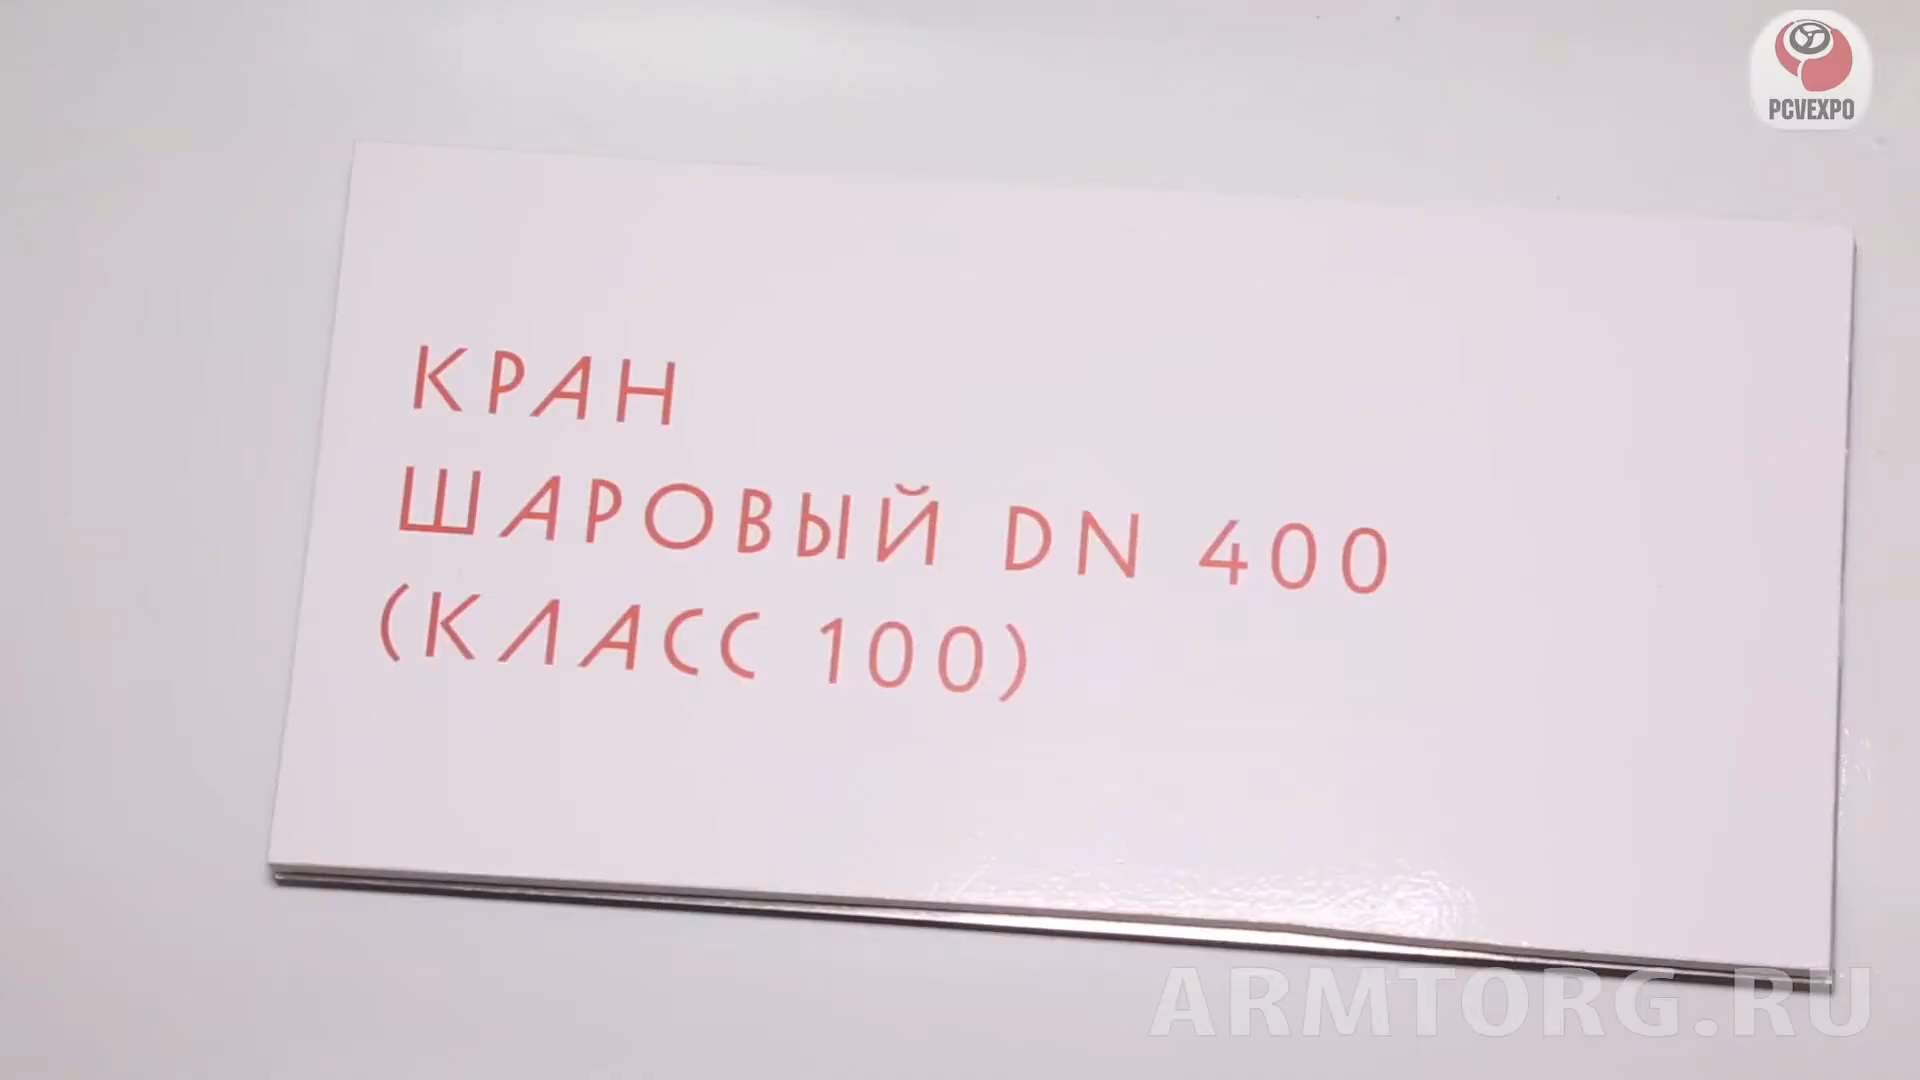 PCVEXPO
КРАН
ШАРОВЫЙ DN 400
(КЛАСС 100)
ARMTORG.RU